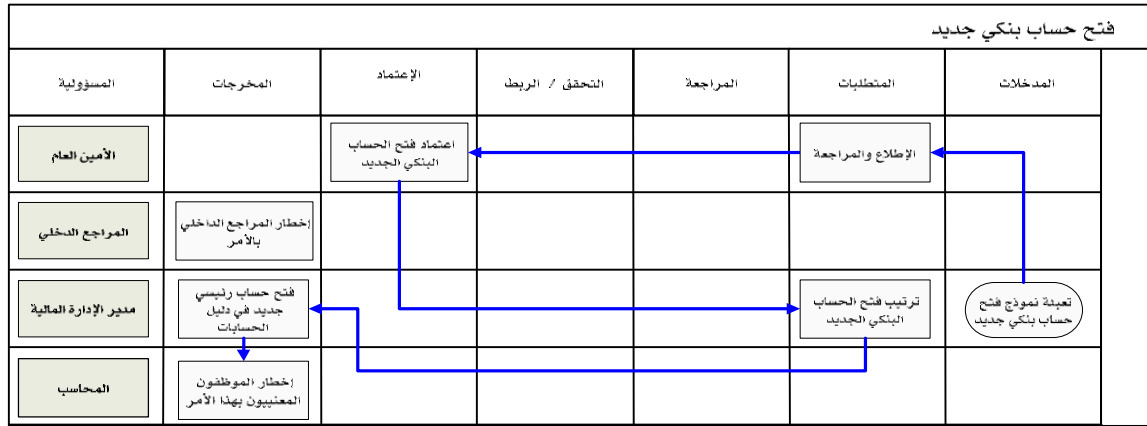 فتح حساب بنكي جديد
المدخلات
المتطلبات
المراجعة
التحقق / الربط
الإعتماد
المخرجات
المسؤولية
الإطلاع والمراجعة
اعتماد فتح الحساب
البنكي الجديد
الأمين العام
إخطار المراجع الداخلي
بالأمر
المراجع الدخلي
تعبئة نموذج فتح
حساب بنكي جديد
ترتيب فتح الحساب
البنكي الجديد
فتح حساب رئيسي
جديد في دليل
الحسابات
مدير الإدارة المالية
إخطار الموظفون
المعنييون بهذا الأمر
المحاسب